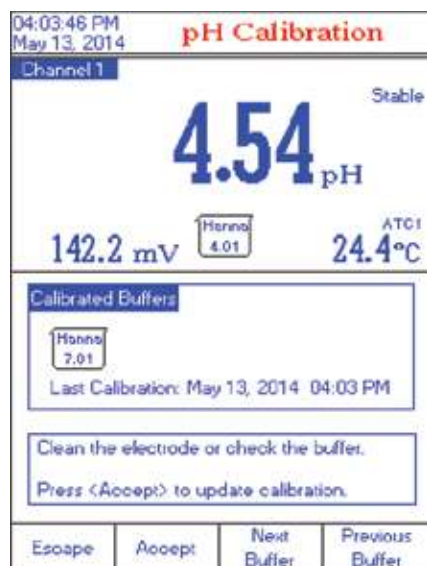 04:03:46 PM
May 13, 2014
pH Calibration
Channel 1
Stable
4.54 pH
142.2 mV
Hanna
4.01
ATC1
24.4°C
Calibrated Buffers
Hanna
7.01
Last Calibration: May 13, 2014 04:03 PM
Clean the electrode or check the buffer.
Press <Accept> to update calibration.
Escape
Accept
Next
Buffer
Previous
Buffer